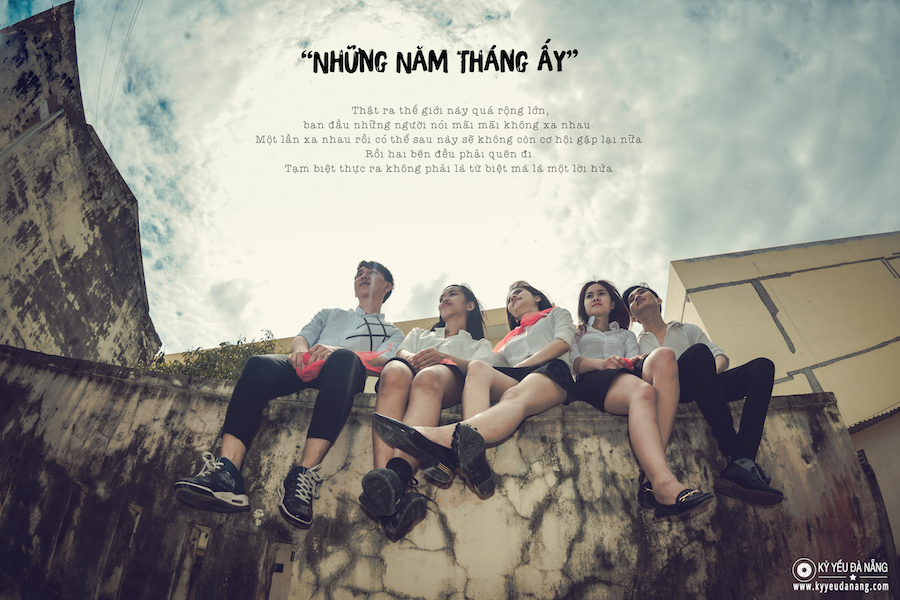 “NHỮNG NĂM THÁNG ẤY”
Thật ra thế giới này quá rộng lớn,
ban đầu những người nói mãi mãi không xa nhau
Một lần xa nhau rồi có thể sau này sẽ không còn cơ hội gặp lại nữa
Rồi hai bên đều phải quên đi
Tạm biệt thực ra không phải là từ biệt mà là một lời hứa
KỶ YẾU ĐÀ NẴNG
www.kyyeudanang.com